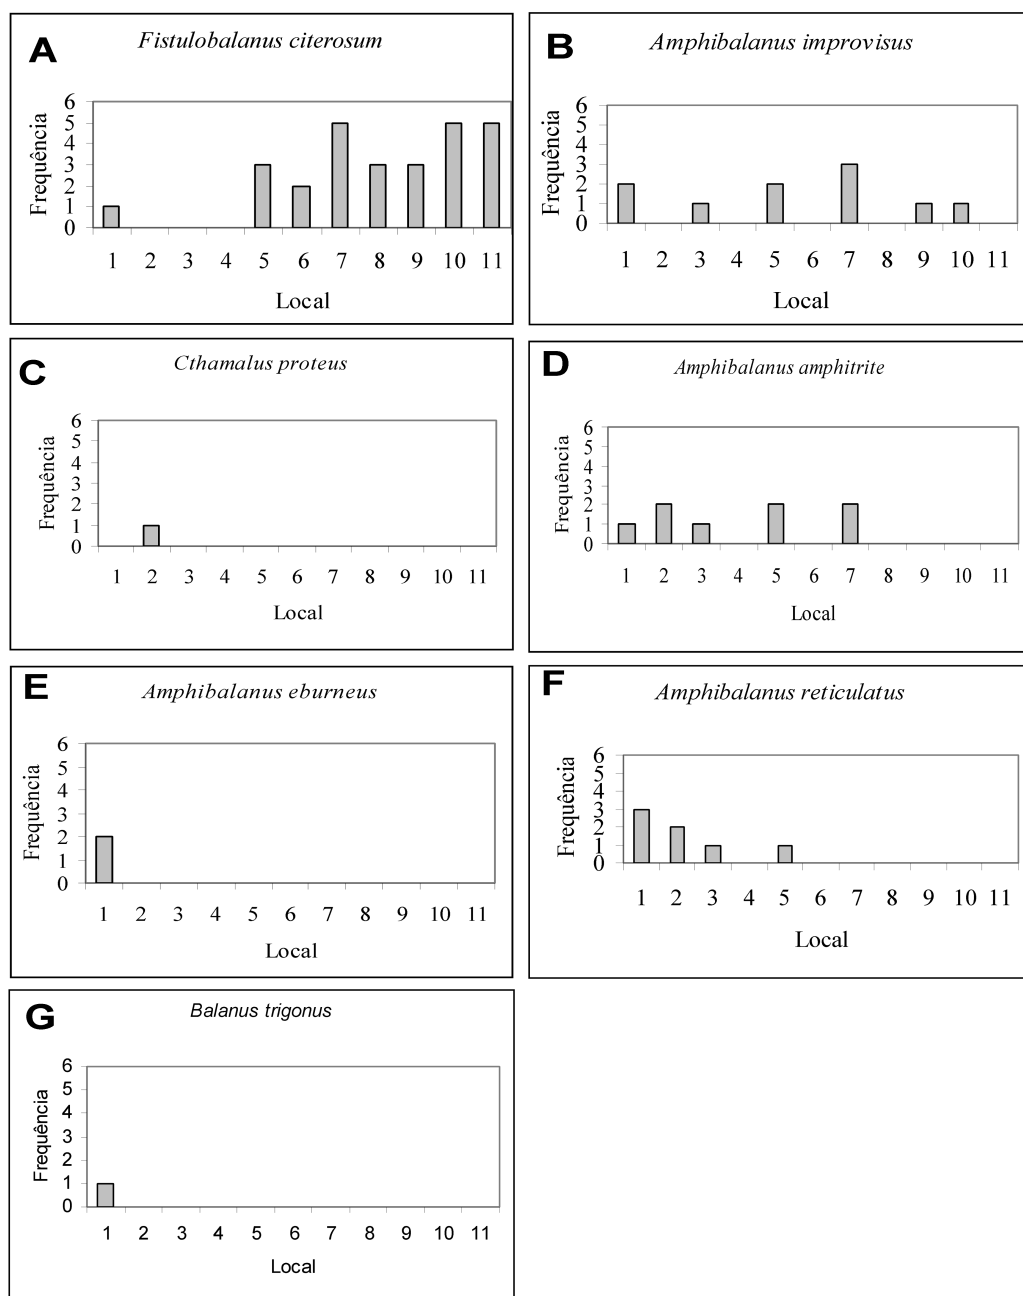 A
Fistulobalanus citerosum
Frequência
6
5
4
3
2
1
0
1 2 3 4 5 6 7 8 9 10 11
Local
B
Amphibalanus improvisus
Frequência
6
5
4
3
2
1
0
1 2 3 4 5 6 7 8 9 10 11
Local
C
Cthamalus proteus
Frequência
6
5
4
3
2
1
0
1 2 3 4 5 6 7 8 9 10 11
Local
D
Amphibalanus amphitrite
Frequência
6
5
4
3
2
1
0
1 2 3 4 5 6 7 8 9 10 11
Local
E
Amphibalanus eburneus
Frequência
6
5
4
3
2
1
0
1 2 3 4 5 6 7 8 9 10 11
Local
F
Amphibalanus reticulatus
Frequência
6
5
4
3
2
1
0
1 2 3 4 5 6 7 8 9 10 11
Local
G
Balanus trigonus
Frequência
6
5
4
3
2
1
0
1 2 3 4 5 6 7 8 9 10 11
Local